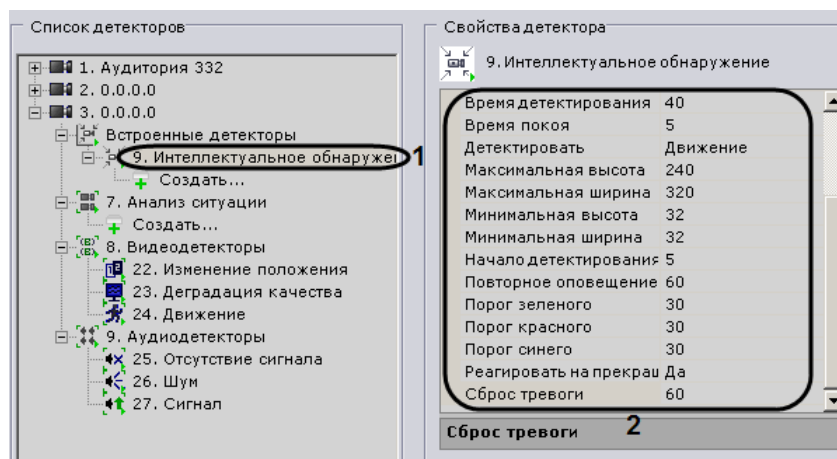 Список детекторов
1. Аудитория 332
2. 0.0.0.0
3. 0.0.0.0
Встроенные детекторы
9. Интеллектуальное обнаруже
1
Создать...
7. Анализ ситуации
Создать...
8. Видеодетекторы
22. Изменение положения
23. Деградация качества
24. Движение
9. Аудиодетекторы
25. Отсутствие сигнала
26. Шум
27. Сигнал
Свойства детектора
9. Интеллектуальное обнаружение
Время детектирования 40
Время покоя 5
Детектировать Движение
Максимальная высота 240
Максимальная ширина 320
Минимальная высота 32
Минимальная ширина 32
Начало детектирования 5
Повторное оповещение 60
Порог зеленого 30
Порог красного 30
Порог синего 30
Реагировать на прекращ Да
Сброс тревоги 60
Сброс тревоги 2